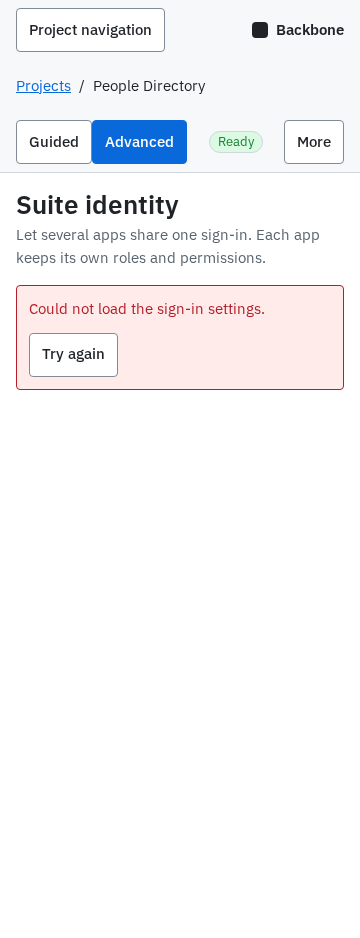 Project navigation
Backbone
Projects / People Directory
Guided
Advanced
Ready
More
Suite identity
Let several apps share one sign-in. Each app
keeps its own roles and permissions.
Could not load the sign-in settings.
Try again